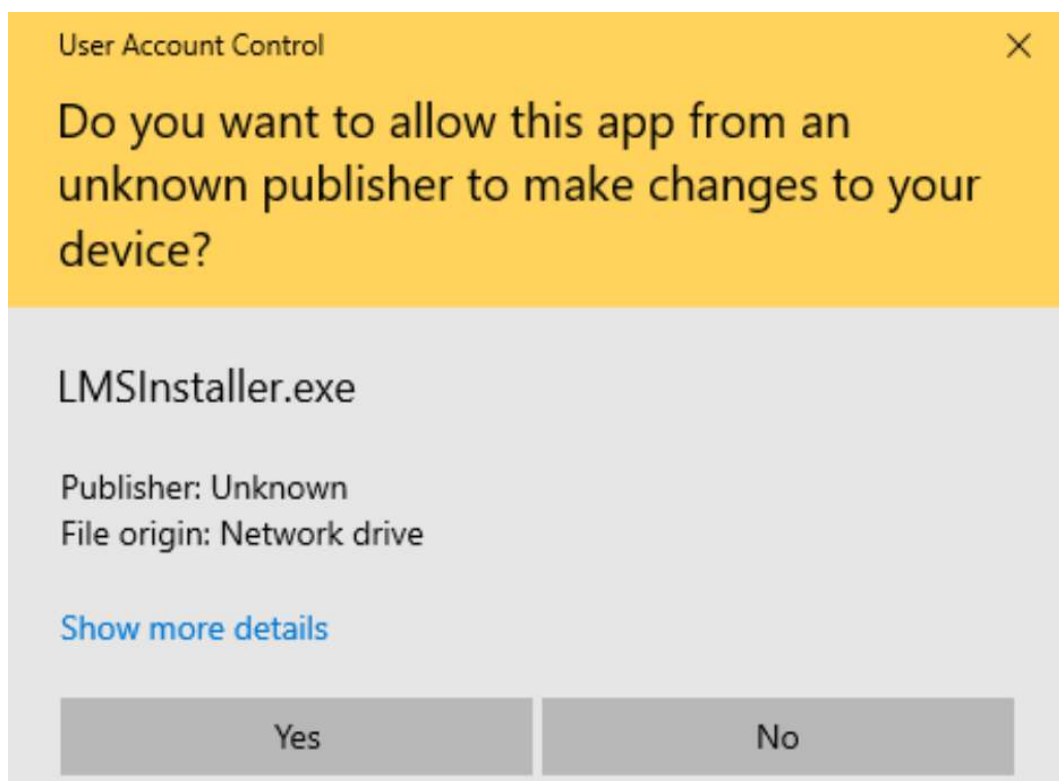 User Account Control
Do you want to allow this app from an
unknown publisher to make changes to your
device?
LMSInstaller.exe
Publisher: Unknown
File origin: Network drive
Show more details
Yes
No